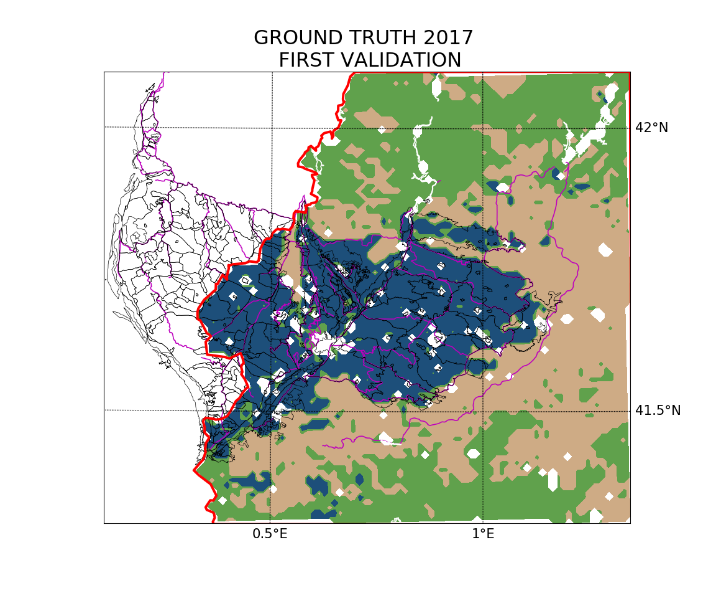 GROUND TRUTH 2017
FIRST VALIDATION
42°N
41.5°N
0.5°E
1°E